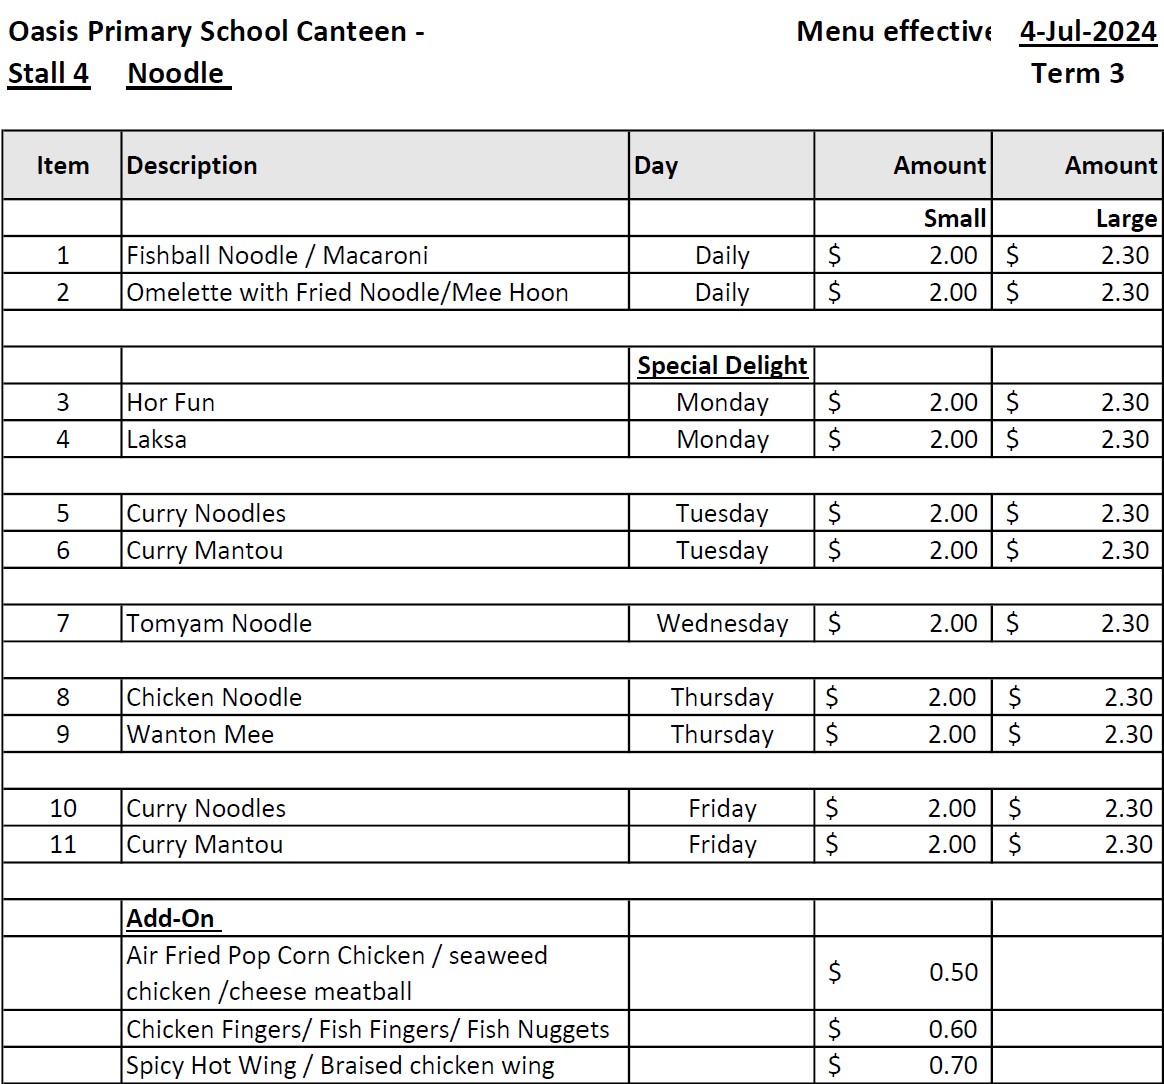 Oasis Primary School Canteen - Menu effective 4-Jul-2024
Stall 4 Noodle Term 3
Item Description Day Amount Amount
Small Large
1 Fishball Noodle / Macaroni Daily $ 2.00 $ 2.30
2 Omelette with Fried Noodle/Mee Hoon Daily $ 2.00 $ 2.30
Special Delight
3 Hor Fun Monday $ 2.00 $ 2.30
4 Laksa Monday $ 2.00 $ 2.30
5 Curry Noodles Tuesday $ 2.00 $ 2.30
6 Curry Mantou Tuesday $ 2.00 $ 2.30
7 Tomyam Noodle Wednesday $ 2.00 $ 2.30
8 Chicken Noodle Thursday $ 2.00 $ 2.30
9 Wanton Mee Thursday $ 2.00 $ 2.30
10 Curry Noodles Friday $ 2.00 $ 2.30
11 Curry Mantou Friday $ 2.00 $ 2.30
Add-On
Air Fried Pop Corn Chicken / seaweed
chicken /cheese meatball $ 0.50
Chicken Fingers/ Fish Fingers/ Fish Nuggets $ 0.60
Spicy Hot Wing / Braised chicken wing $ 0.70